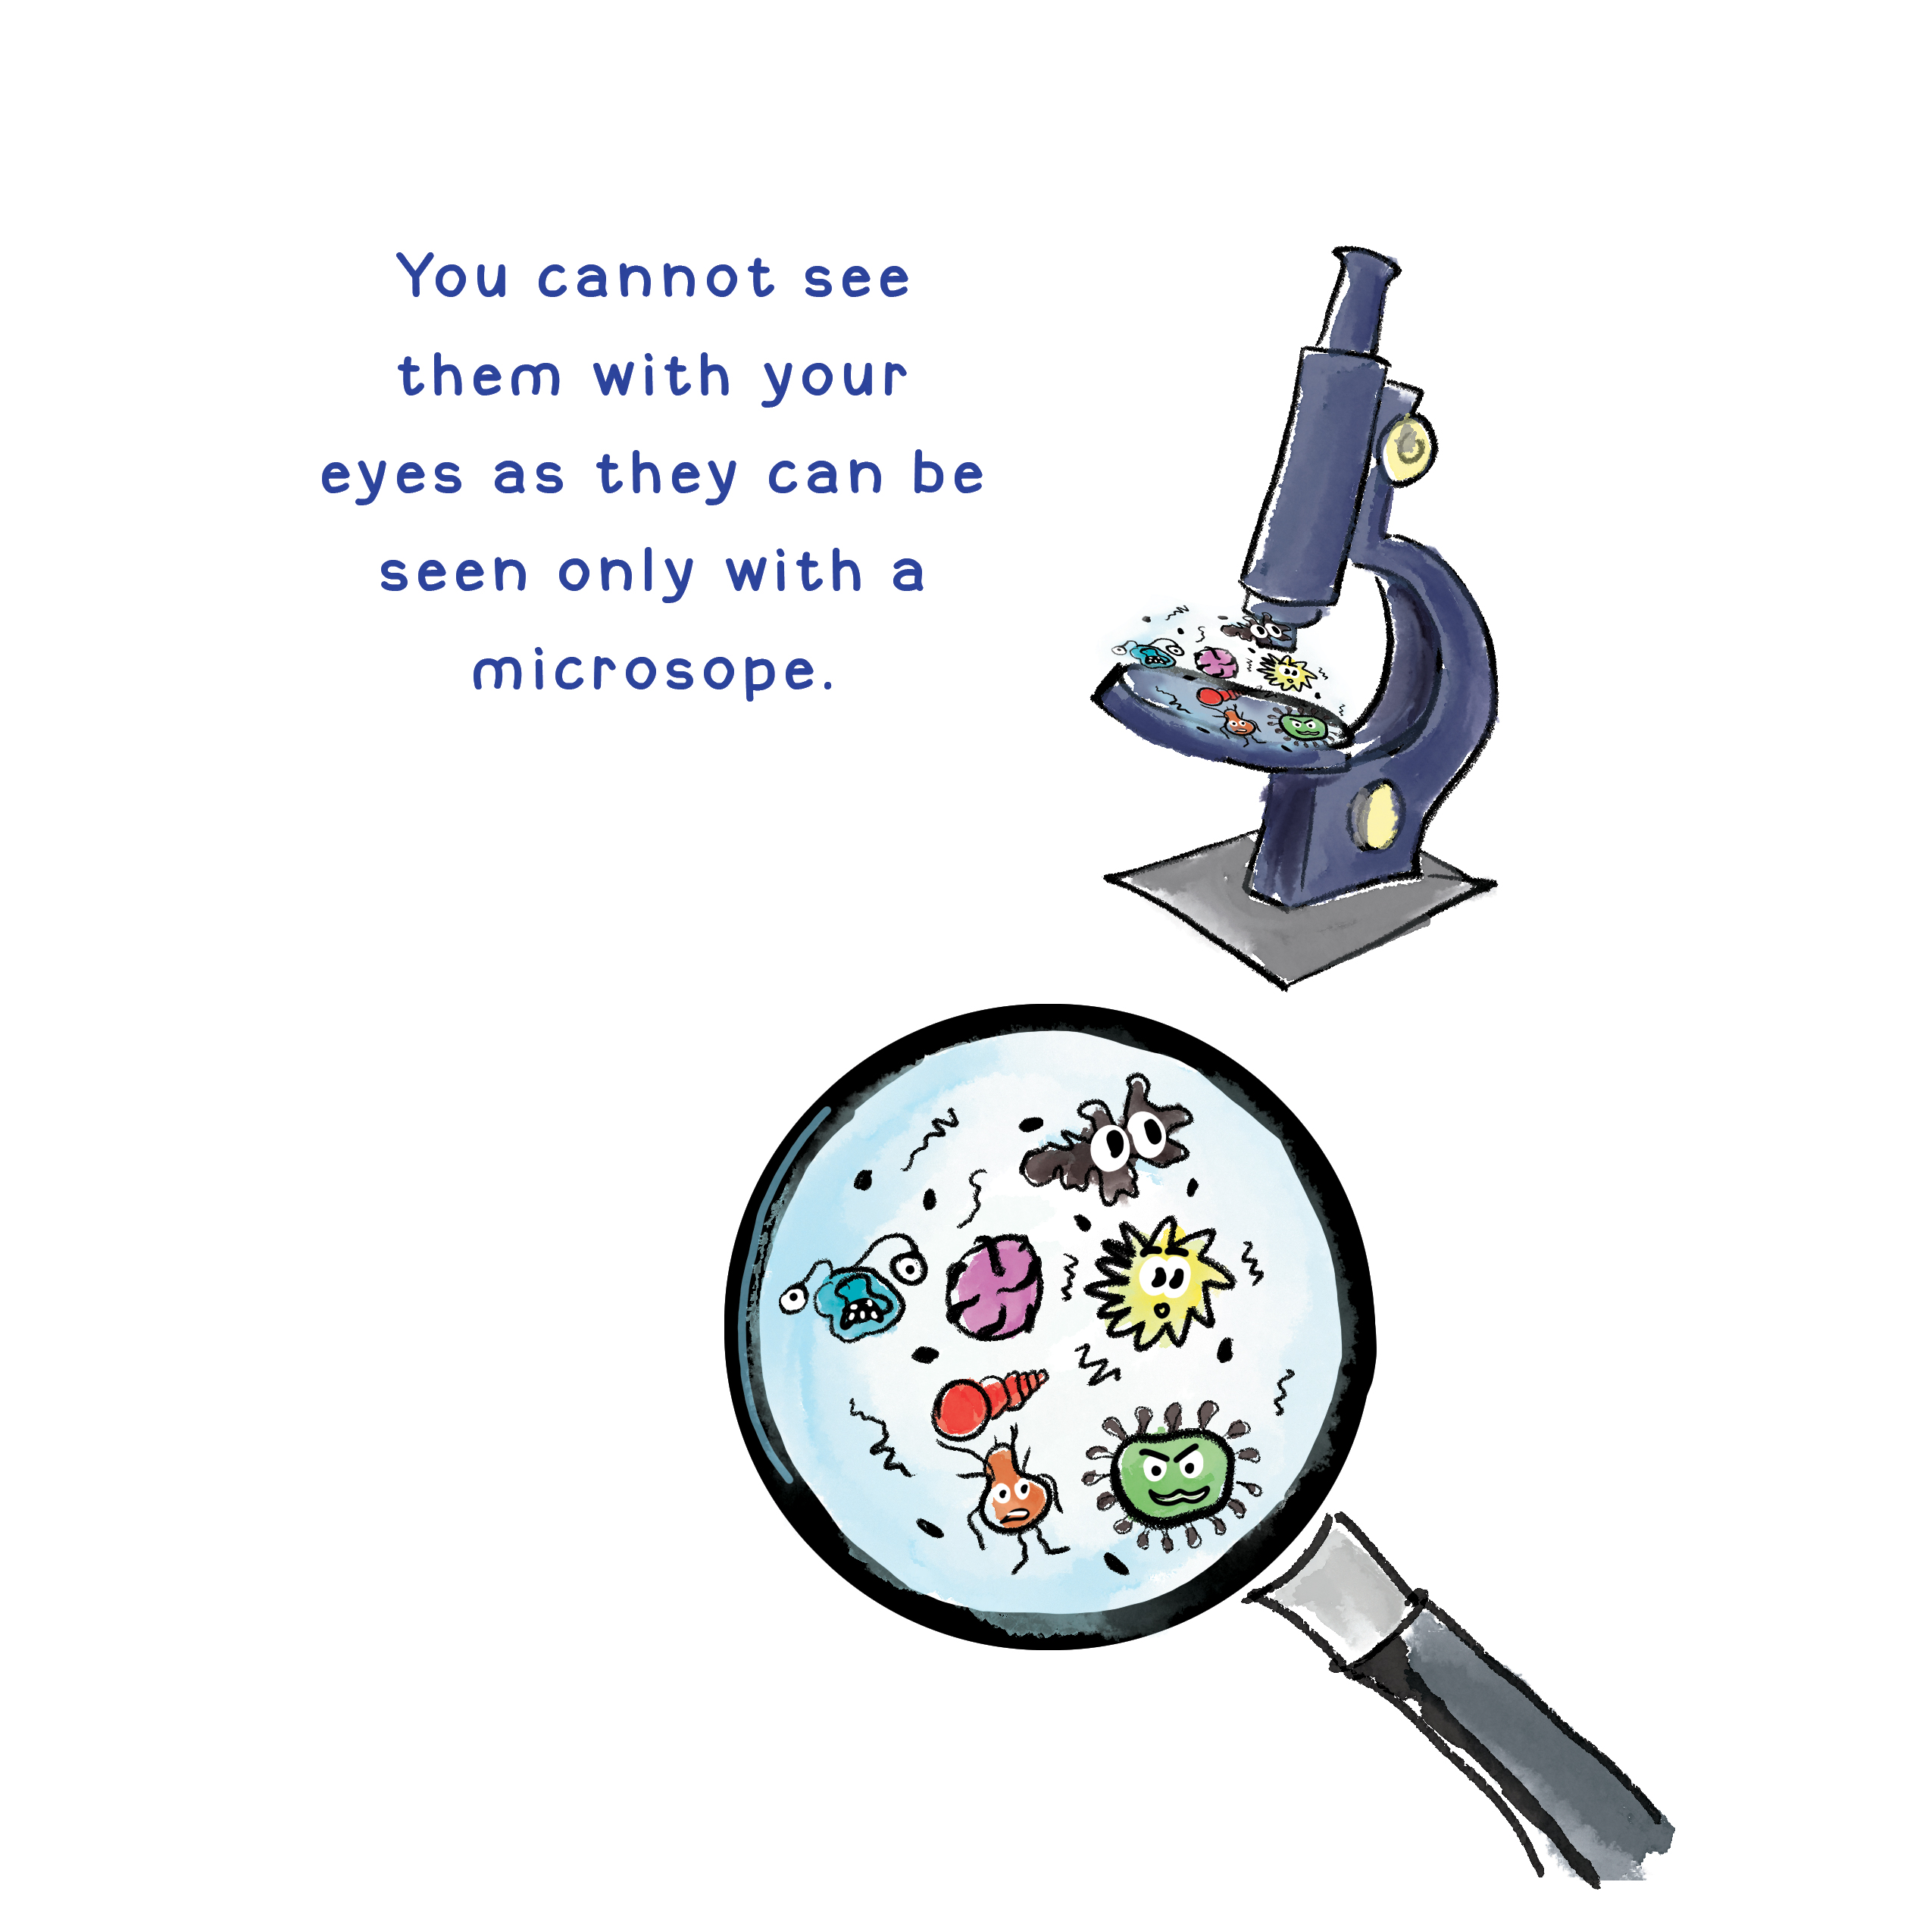 You cannot see
them with your
eyes as they can be
seen only with a
microsope.